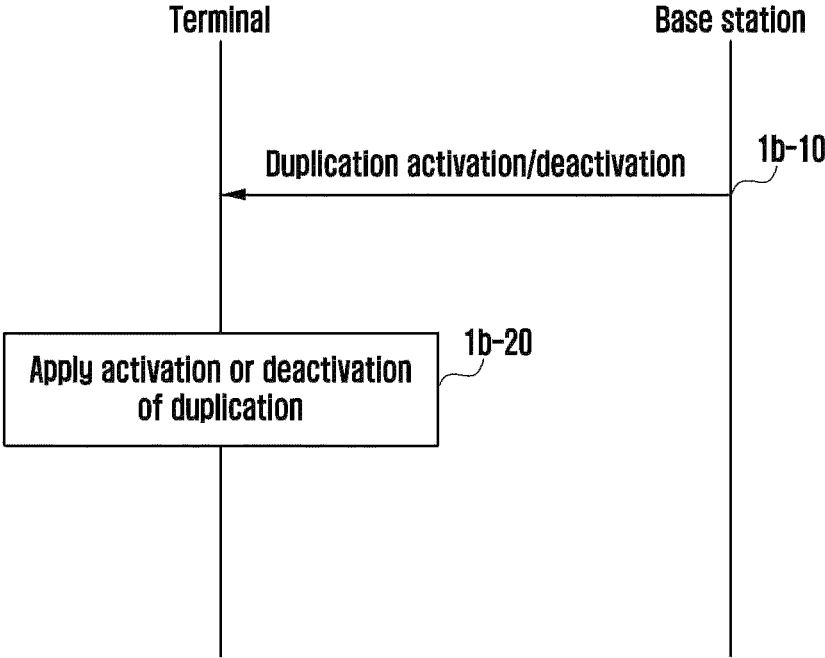 Terminal
Base station
Duplication activation/deactivation
1b-10
Apply activation or deactivation
of duplication
1b-20